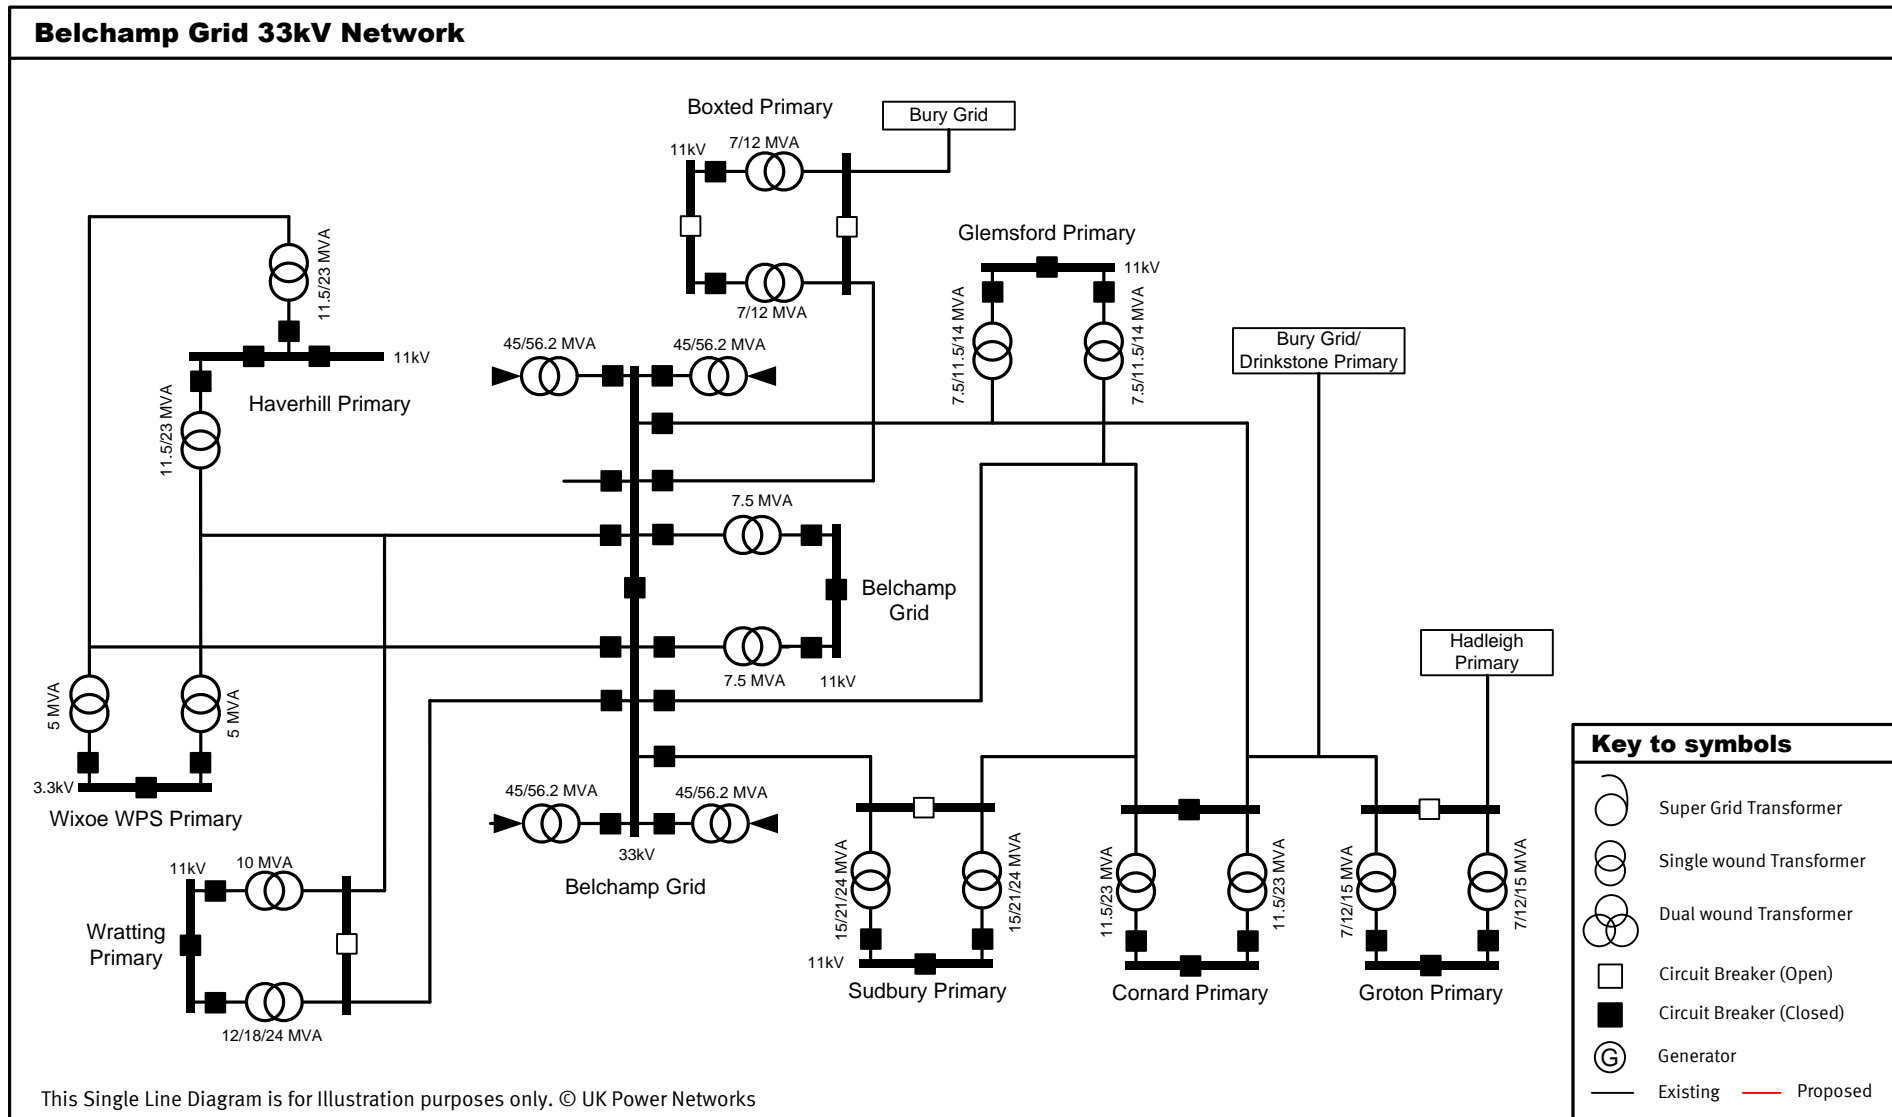 Belchamp Grid 33kV Network
Boxted Primary
Bury Grid
7/12 MVA
11kV
7/12 MVA
Glemsford Primary
11kV
7.5/11.5/14 MVA
7.5/11.5/14 MVA
11.5/23 MVA
11kV
Haverhill Primary
11.5/23 MVA
45/56.2 MVA
45/56.2 MVA
Bury Grid/
Drinkstone Primary
7.5 MVA
Belchamp
Grid
7.5 MVA
11kV
Hadleigh
Primary
5 MVA
5 MVA
3.3kV
Wixoe WPS Primary
45/56.2 MVA
45/56.2 MVA
33kV
Belchamp Grid
11kV
10 MVA
Wratting
Primary
12/18/24 MVA
15/21/24 MVA
15/21/24 MVA
11kV
Sudbury Primary
11.5/23 MVA
11.5/23 MVA
Cornard Primary
7/12/15 MVA
7/12/15 MVA
Groton Primary
Key to symbols
Super Grid Transformer
Single wound Transformer
Dual wound Transformer
Circuit Breaker (Open)
Circuit Breaker (Closed)
G Generator
Existing Proposed
This Single Line Diagram is for Illustration purposes only. © UK Power Networks